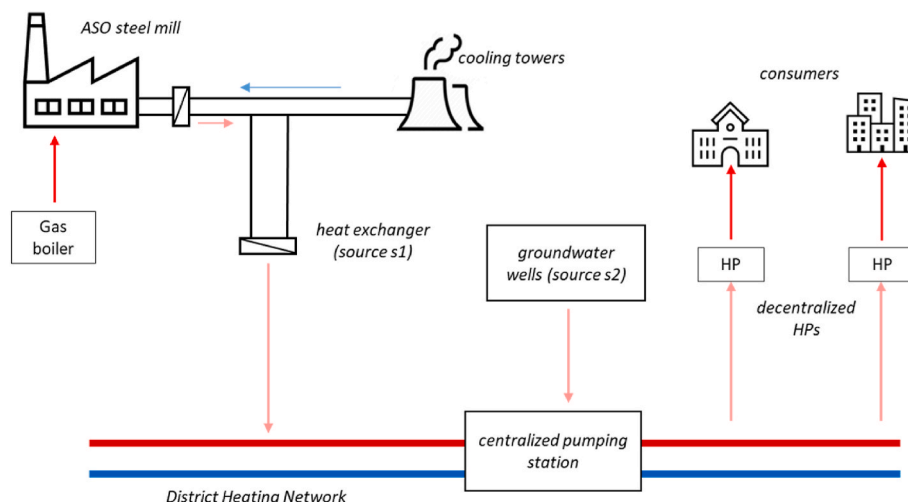 ASO steel mill
cooling towers
consumers
Gas
boiler
heat exchanger
(source s1)
groundwater
wells (source s2)
HP
HP
decentralized
HPs
centralized pumping
station
District Heating Network